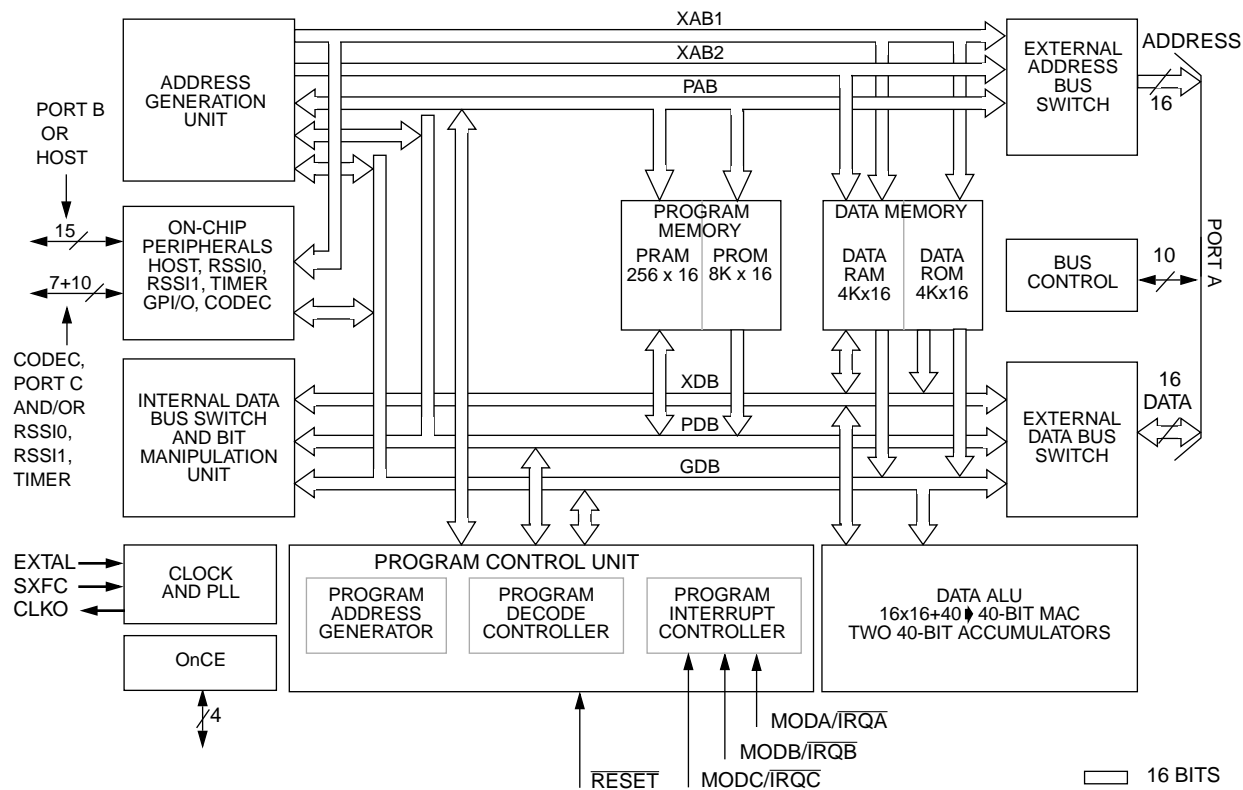 XAB1
XAB2
PAB
ADDRESS
GENERATION
UNIT
EXTERNAL
ADDRESS
BUS
SWITCH
ADDRESS
16
PORT B
OR
HOST
15
7+10
ON-CHIP
PERIPHERALS
HOST, RSSI0,
RSSI1, TIMER
GPI/O, CODEC
PROGRAM
MEMORY
PRAM
256 x 16
PROM
8K x 16
DATA MEMORY
DATA
RAM
4Kx16
DATA
ROM
4Kx16
BUS
CONTROL
10
PORT A
CODEC,
PORT C
AND/OR
RSSI0,
RSSI1,
TIMER
INTERNAL DATA
BUS SWITCH
AND BIT
MANIPULATION
UNIT
XDB
PDB
GDB
EXTERNAL
DATA BUS
SWITCH
16
DATA
EXTAL
SXFC
CLKO
CLOCK
AND PLL
OnCE
4
PROGRAM CONTROL UNIT
PROGRAM
ADDRESS
GENERATOR
PROGRAM
DECODE
CONTROLLER
PROGRAM
INTERRUPT
CONTROLLER
DATA ALU
16x16+40 ➧ 40-BIT MAC
TWO 40-BIT ACCUMULATORS
MODA/IRQA
MODB/IRQB
MODC/IRQC
RESET
16 BITS